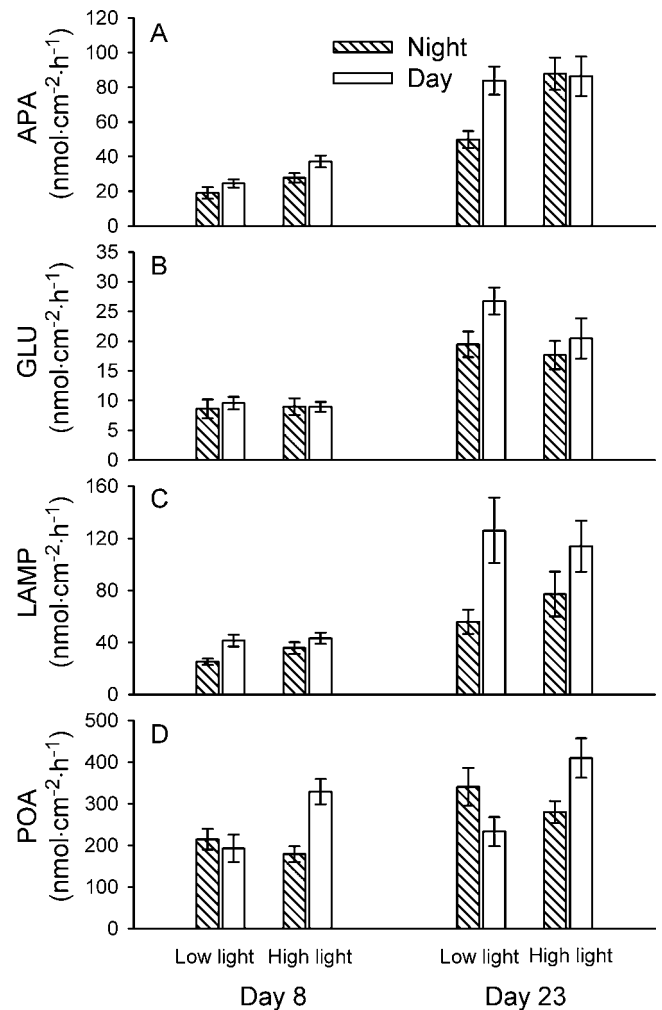 A
Night
Day
APA
(nmol·cm⁻²·h⁻¹)
120
100
80
60
40
20
0
B
GLU
(nmol·cm⁻²·h⁻¹)
35
30
25
20
15
10
5
0
C
LAMP
(nmol·cm⁻²·h⁻¹)
160
120
80
40
0
D
POA
(nmol·cm⁻²·h⁻¹)
500
400
300
200
100
0
Low light High light Low light High light
Day 8 Day 23